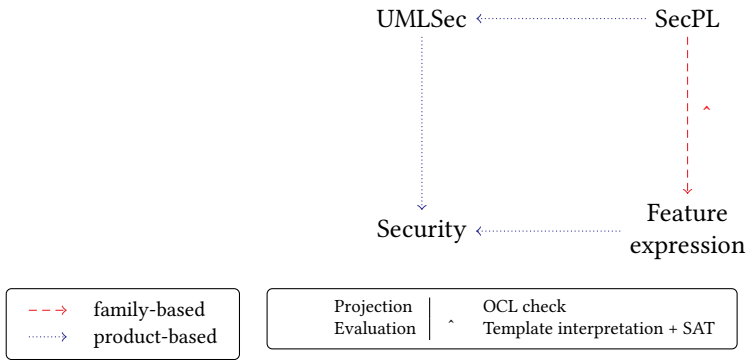 UMLSec SecPL
Security
Feature
expression
family-based
product-based
Projection
Evaluation
OCL check
ˆ Template interpretation + SAT